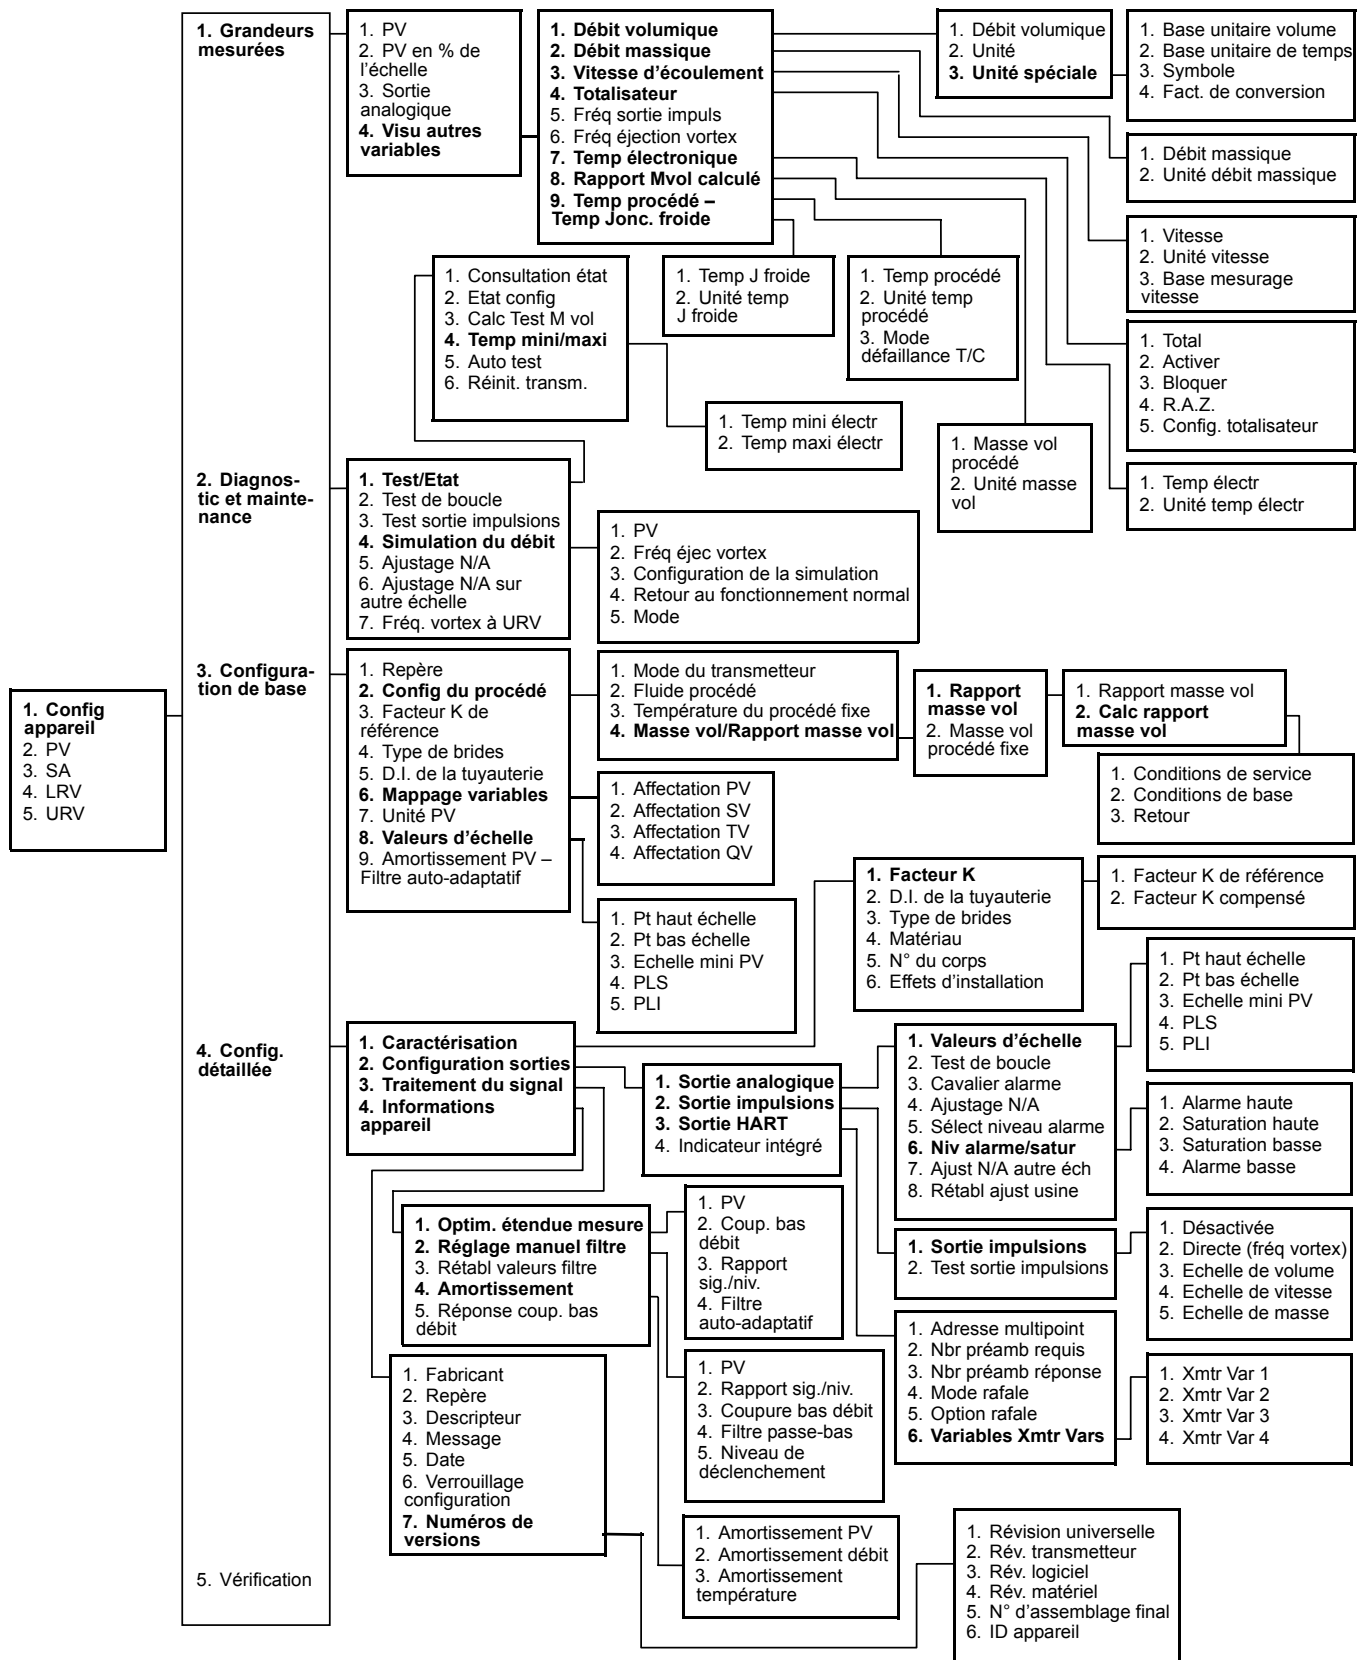 1. Config
appareil
2. PV
3. SA
4. LRV
5. URV
1. Grandeurs
mesurées
2. Diagnos-
tic et mainte-
nance
3. Configura-
tion de base
4. Config.
détaillée
5. Vérification
1. PV
2. PV en % de
l'échelle
3. Sortie
analogique
4. Visu autres
variables
1. Débit volumique
2. Débit massique
3. Vitesse d'écoulement
4. Totalisateur
5. Fréq sortie impuls
6. Fréq éjection vortex
7. Temp électronique
8. Rapport Mvol calculé
9. Temp procédé –
Temp Jonc. froide
1. Débit volumique
2. Unité
3. Unité spéciale
1. Base unitaire volume
2. Base unitaire de temps
3. Symbole
4. Fact. de conversion
1. Débit massique
2. Unité débit massique
1. Vitesse
2. Unité vitesse
3. Base mesurage
vitesse
1. Total
2. Activer
3. Bloquer
4. R.A.Z.
5. Config. totalisateur
1. Temp électr
2. Unité temp électr
1. Masse vol
procédé
2. Unité masse
vol
1. Temp procédé
2. Unité temp
procédé
3. Mode
défaillance T/C
1. Temp J froide
2. Unité temp
J froide
1. Consultation état
2. Etat config
3. Calc Test M vol
4. Temp mini/maxi
5. Auto test
6. Réinit. transm.
1. Temp mini électr
2. Temp maxi électr
1. Test/Etat
2. Test de boucle
3. Test sortie impulsions
4. Simulation du débit
5. Ajustage N/A
6. Ajustage N/A sur
autre échelle
7. Fréq. vortex à URV
1. PV
2. Fréq éjec vortex
3. Configuration de la simulation
4. Retour au fonctionnement normal
5. Mode
1. Repère
2. Config du procédé
3. Facteur K de
référence
4. Type de brides
5. D.I. de la tuyauterie
6. Mappage variables
7. Unité PV
8. Valeurs d'échelle
9. Amortissement PV –
Filtre auto-adaptatif
1. Mode du transmetteur
2. Fluide procédé
3. Température du procédé fixe
4. Masse vol/Rapport masse vol
1. Rapport
masse vol
2. Masse vol
procédé fixe
1. Rapport masse vol
2. Calc rapport
masse vol
1. Conditions de service
2. Conditions de base
3. Retour
1. Affectation PV
2. Affectation SV
3. Affectation TV
4. Affectation QV
1. Pt haut échelle
2. Pt bas échelle
3. Echelle mini PV
4. PLS
5. PLI
1. Caractérisation
2. Configuration sorties
3. Traitement du signal
4. Informations
appareil
1. Facteur K
2. D.I. de la tuyauterie
3. Type de brides
4. Matériau
5. N° du corps
6. Effets d'installation
1. Facteur K de référence
2. Facteur K compensé
1. Sortie analogique
2. Sortie impulsions
3. Sortie HART
4. Indicateur intégré
1. Valeurs d'échelle
2. Test de boucle
3. Cavalier alarme
4. Ajustage N/A
5. Sélect niveau alarme
6. Niv alarme/satur
7. Ajust N/A autre éch
8. Rétabl ajust usine
1. Pt haut échelle
2. Pt bas échelle
3. Echelle mini PV
4. PLS
5. PLI
1. Alarme haute
2. Saturation haute
3. Saturation basse
4. Alarme basse
1. Sortie impulsions
2. Test sortie impulsions
1. Désactivée
2. Directe (fréq vortex)
3. Echelle de volume
4. Echelle de vitesse
5. Echelle de masse
1. Adresse multipoint
2. Nbr préamb requis
3. Nbr préamb réponse
4. Mode rafale
5. Option rafale
6. Variables Xmtr Vars
1. Xmtr Var 1
2. Xmtr Var 2
3. Xmtr Var 3
4. Xmtr Var 4
1. Optim. étendue mesure
2. Réglage manuel filtre
3. Rétabl valeurs filtre
4. Amortissement
5. Réponse coup. bas
débit
1. PV
2. Coup. bas
débit
3. Rapport
sig./niv.
4. Filtre
auto-adaptatif
1. PV
2. Rapport sig./niv.
3. Coupure bas débit
4. Filtre passe-bas
5. Niveau de
déclenchement
1. Amortissement PV
2. Amortissement débit
3. Amortissement
température
1. Fabricant
2. Repère
3. Descripteur
4. Message
5. Date
6. Verrouillage
configuration
7. Numéros de
versions
1. Révision universelle
2. Rév. transmetteur
3. Rév. logiciel
4. Rév. matériel
5. N° d'assemblage final
6. ID appareil